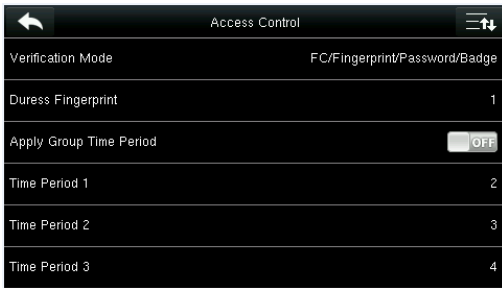 Access Control
Verification Mode FC/Fingerprint/Password/Badge
Duress Fingerprint 1
Apply Group Time Period OFF
Time Period 1 2
Time Period 2 3
Time Period 3 4